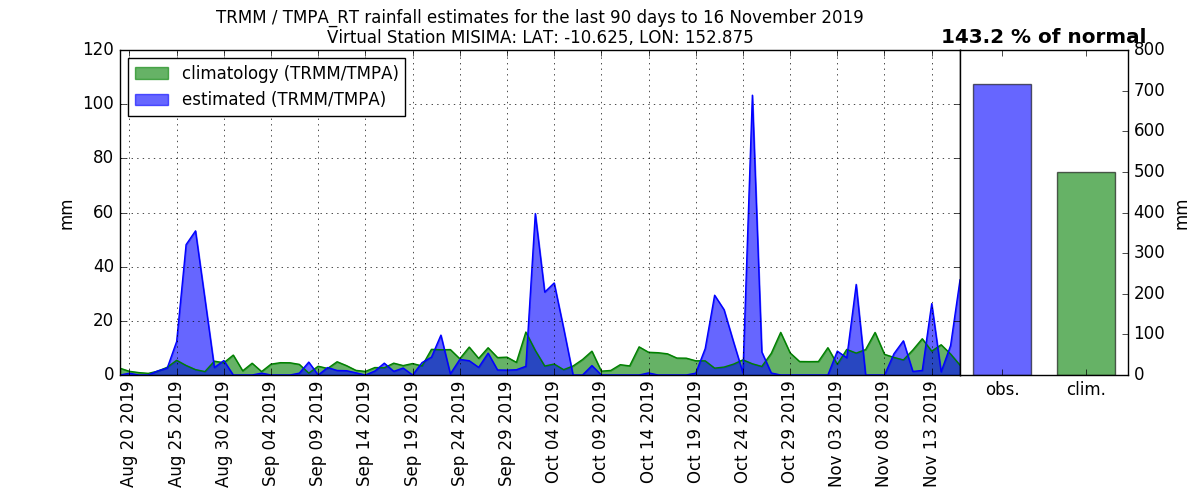 TRMM / TMPA_RT rainfall estimates for the last 90 days to 16 November 2019
Virtual Station MISIMA: LAT: -10.625, LON: 152.875
143.2 % of normal
climatology (TRMM/TMPA)
estimated (TRMM/TMPA)
120
100
80
60
40
20
0
mm
800
700
600
500
400
300
200
100
0
mm
Aug 20 2019
Aug 25 2019
Aug 30 2019
Sep 04 2019
Sep 09 2019
Sep 14 2019
Sep 19 2019
Sep 24 2019
Sep 29 2019
Oct 04 2019
Oct 09 2019
Oct 14 2019
Oct 19 2019
Oct 24 2019
Oct 29 2019
Nov 03 2019
Nov 08 2019
Nov 13 2019
obs.
clim.